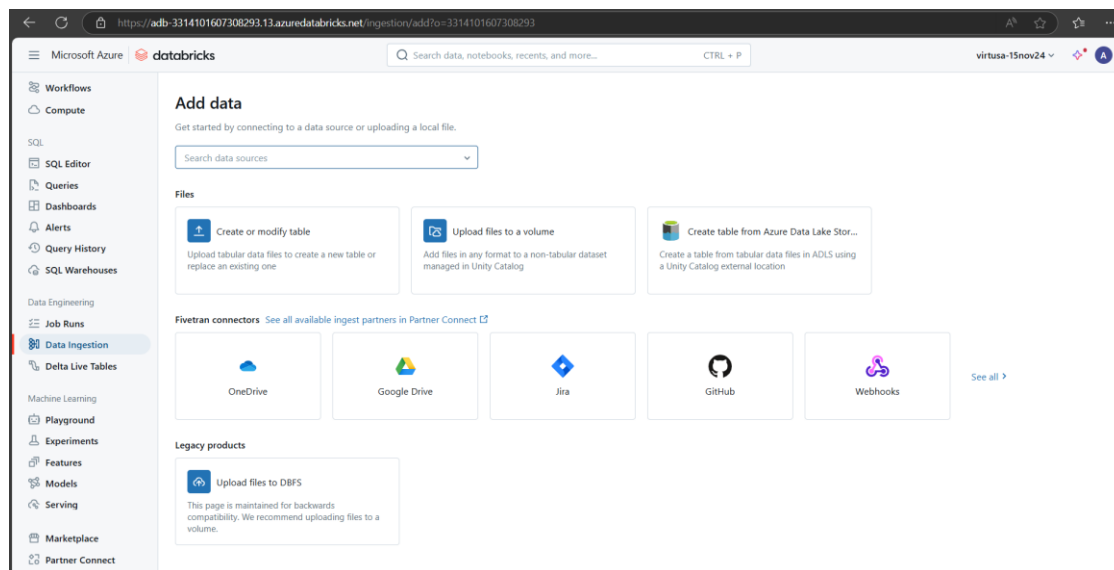 https://adb-3314101607308293.13.azuredatabricks.net/ingestion/add?o=3314101607308293
Microsoft Azure databricks
Search data, notebooks, recents, and more... CTRL + P
virtusa-15nov24
A
Workflows
Compute
SQL
SQL Editor
Queries
Dashboards
Alerts
Query History
SQL Warehouses
Data Engineering
Job Runs
Data Ingestion
Delta Live Tables
Machine Learning
Playground
Experiments
Features
Models
Serving
Marketplace
Partner Connect
Add data
Get started by connecting to a data source or uploading a local file.
Search data sources
Files
Create or modify table
Upload tabular data files to create a new table or
replace an existing one
Upload files to a volume
Add files in any format to a non-tabular dataset
managed in Unity Catalog
Create table from Azure Data Lake Stor...
Create a table from tabular data files in ADLS using
a Unity Catalog external location
Fivetran connectors See all available ingest partners in Partner Connect
OneDrive
Google Drive
Jira
GitHub
Webhooks
See all
Legacy products
Upload files to DBFS
This page is maintained for backwards
compatibility. We recommend uploading files to a
volume.